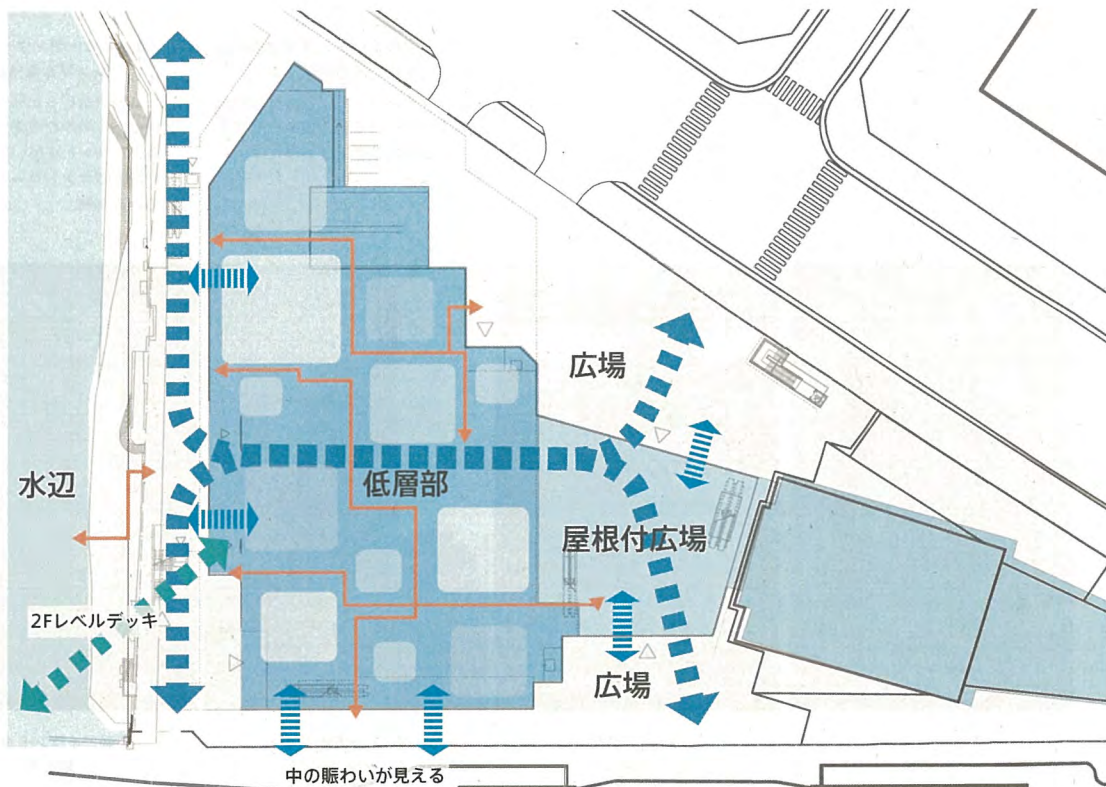 広場
水辺
低層部
屋根付広場
2Fレベルデッキ
広場
中の賑わいが見える